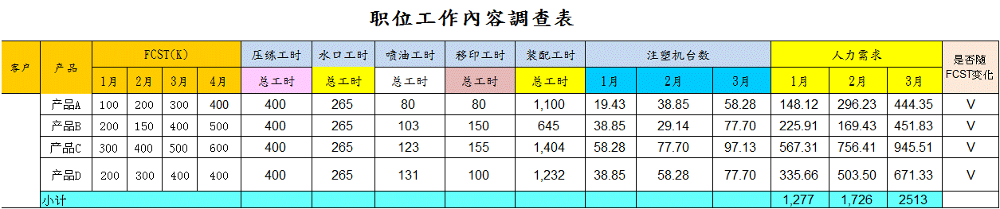 职位工作內容調查表
客户 产品 FCST(K) 压练工时 水口工时 喷油工时 移印工时 装配工时 注塑机台数 人力需求 是否随FCST变化
1月 2月 3月 4月 总工时 总工时 总工时 总工时 总工时 1月 2月 3月 1月 2月 3月
产品A 100 200 300 400 400 265 80 80 1,100 19.43 38.85 58.28 148.12 296.23 444.35 V
产品B 200 150 400 500 400 265 103 150 645 38.85 29.14 77.70 225.91 169.43 451.83 V
产品C 300 400 500 600 400 265 123 155 1,404 58.28 77.70 97.13 567.31 756.41 945.51 V
产品D 200 300 400 400 400 265 131 100 1,232 38.85 58.28 77.70 335.66 503.50 671.33 V
小计 1,277 1,726 2513